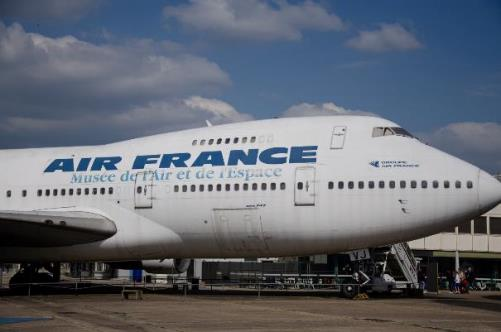 AIR FRANCE
Musée de l'Air et de l'Espace
GROUPE
AIR FRANCE